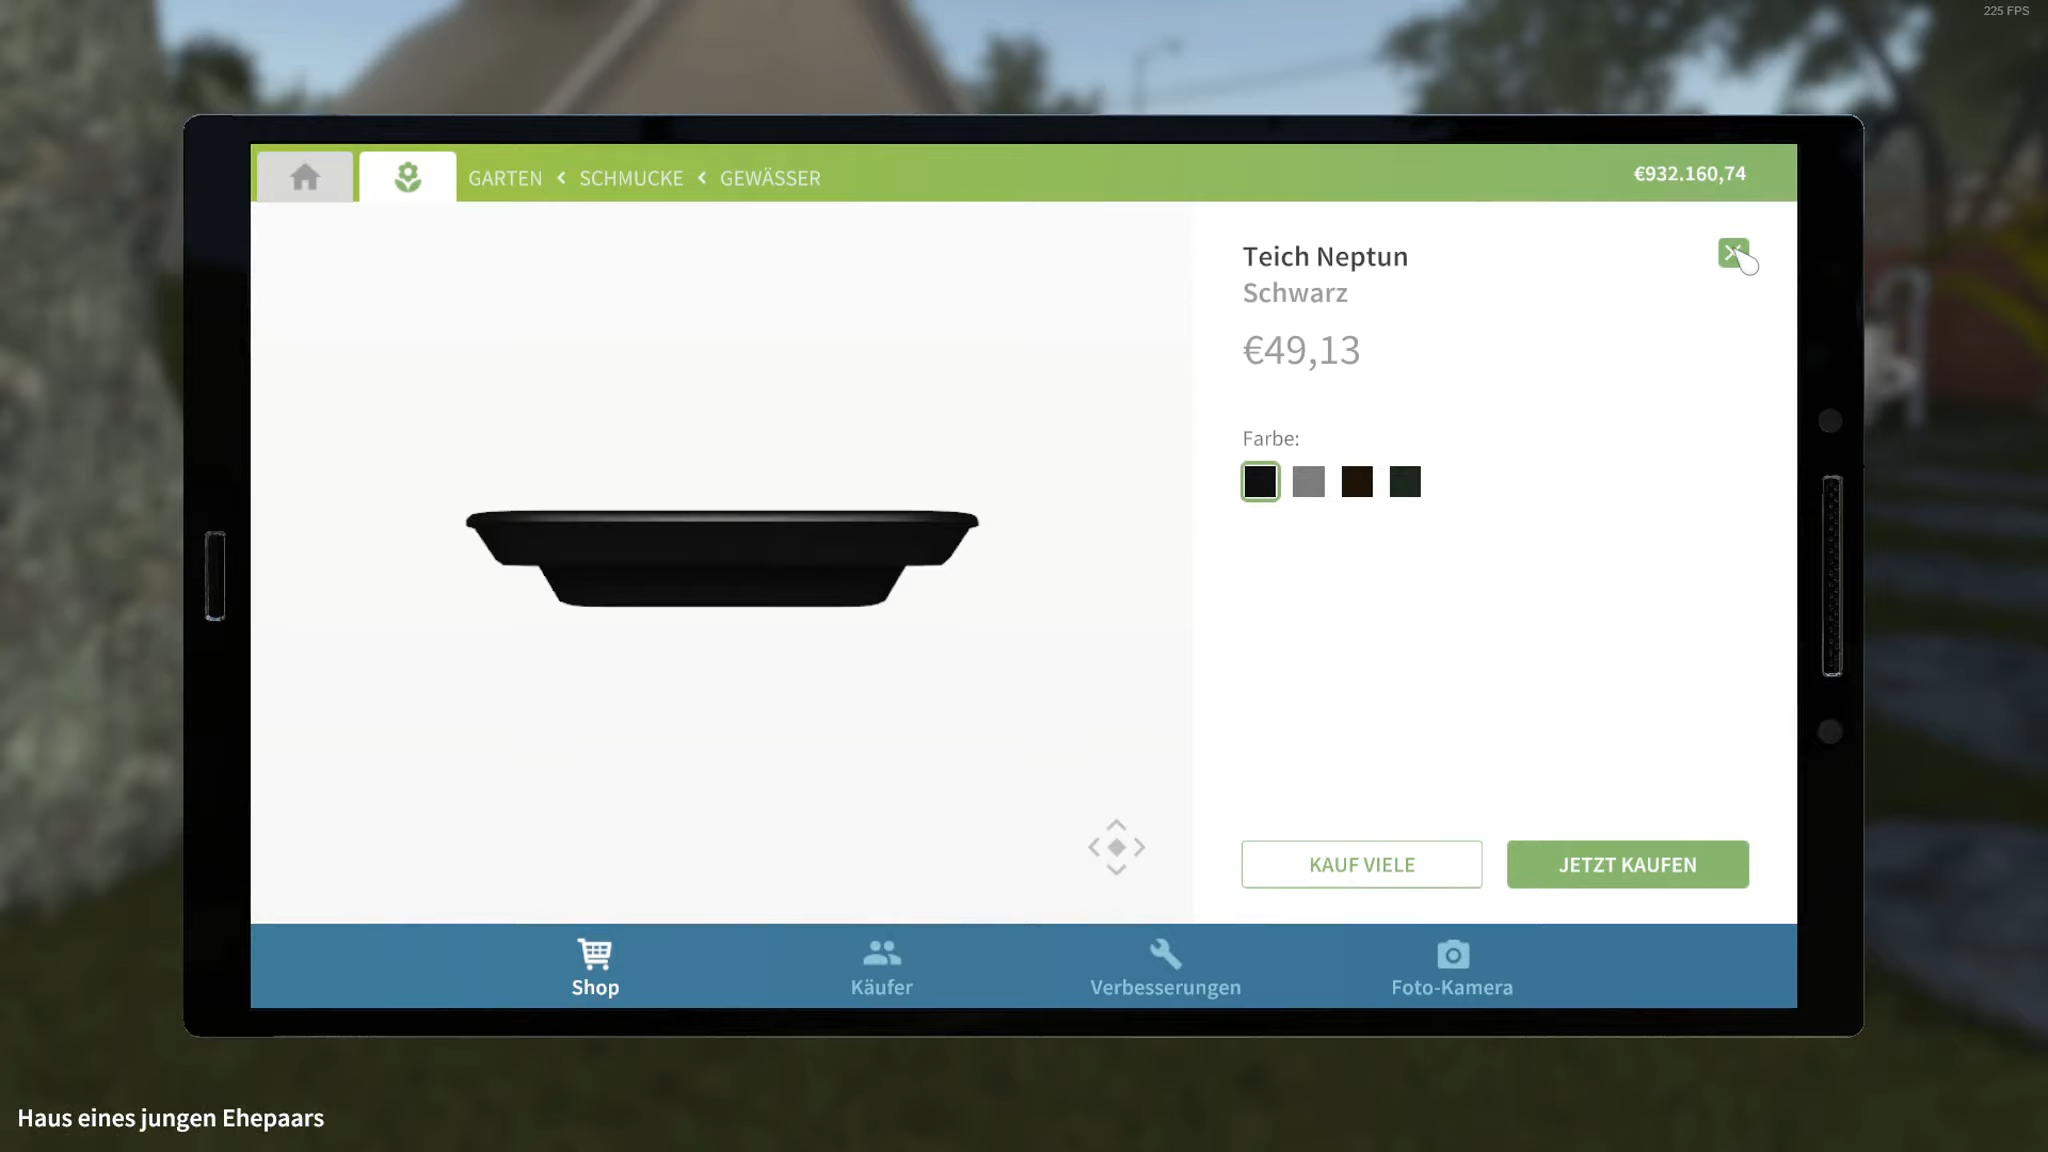 225 FPS
GARTEN < SCHMUCKE < GEWÄSSER
€932.160,74
Teich Neptun
Schwarz
€49,13
Farbe:
KAUF VIELE
JETZT KAUFEN
Shop
Käufer
Verbesserungen
Foto-Kamera
Haus eines jungen Ehepaars